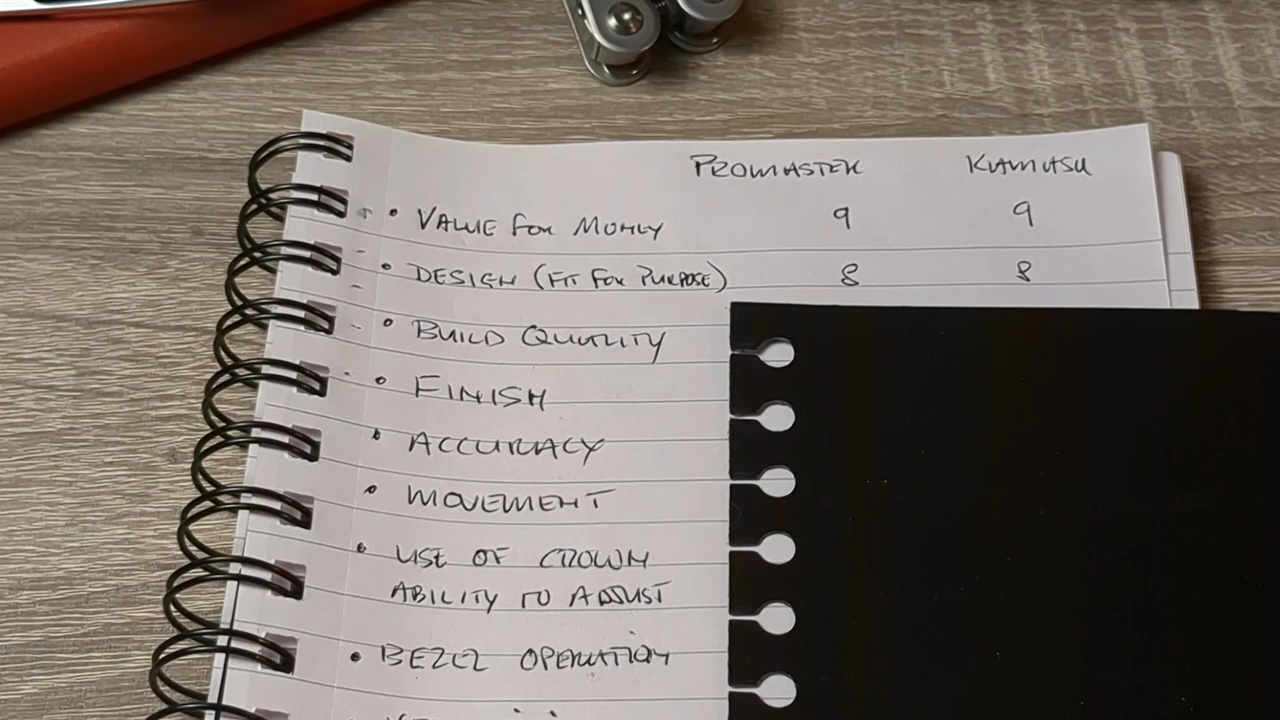 PROMASTER KAMASU
• VALUE FOR MONEY 9 9
• DESIGN (FIT FOR PURPOSE) 8 8
• BUILD QUALITY
• FINISH
• ACCURACY
• MOVEMENT
• USE OF CROWN
ABILITY TO ADJUST
• BEZEL OPERATION